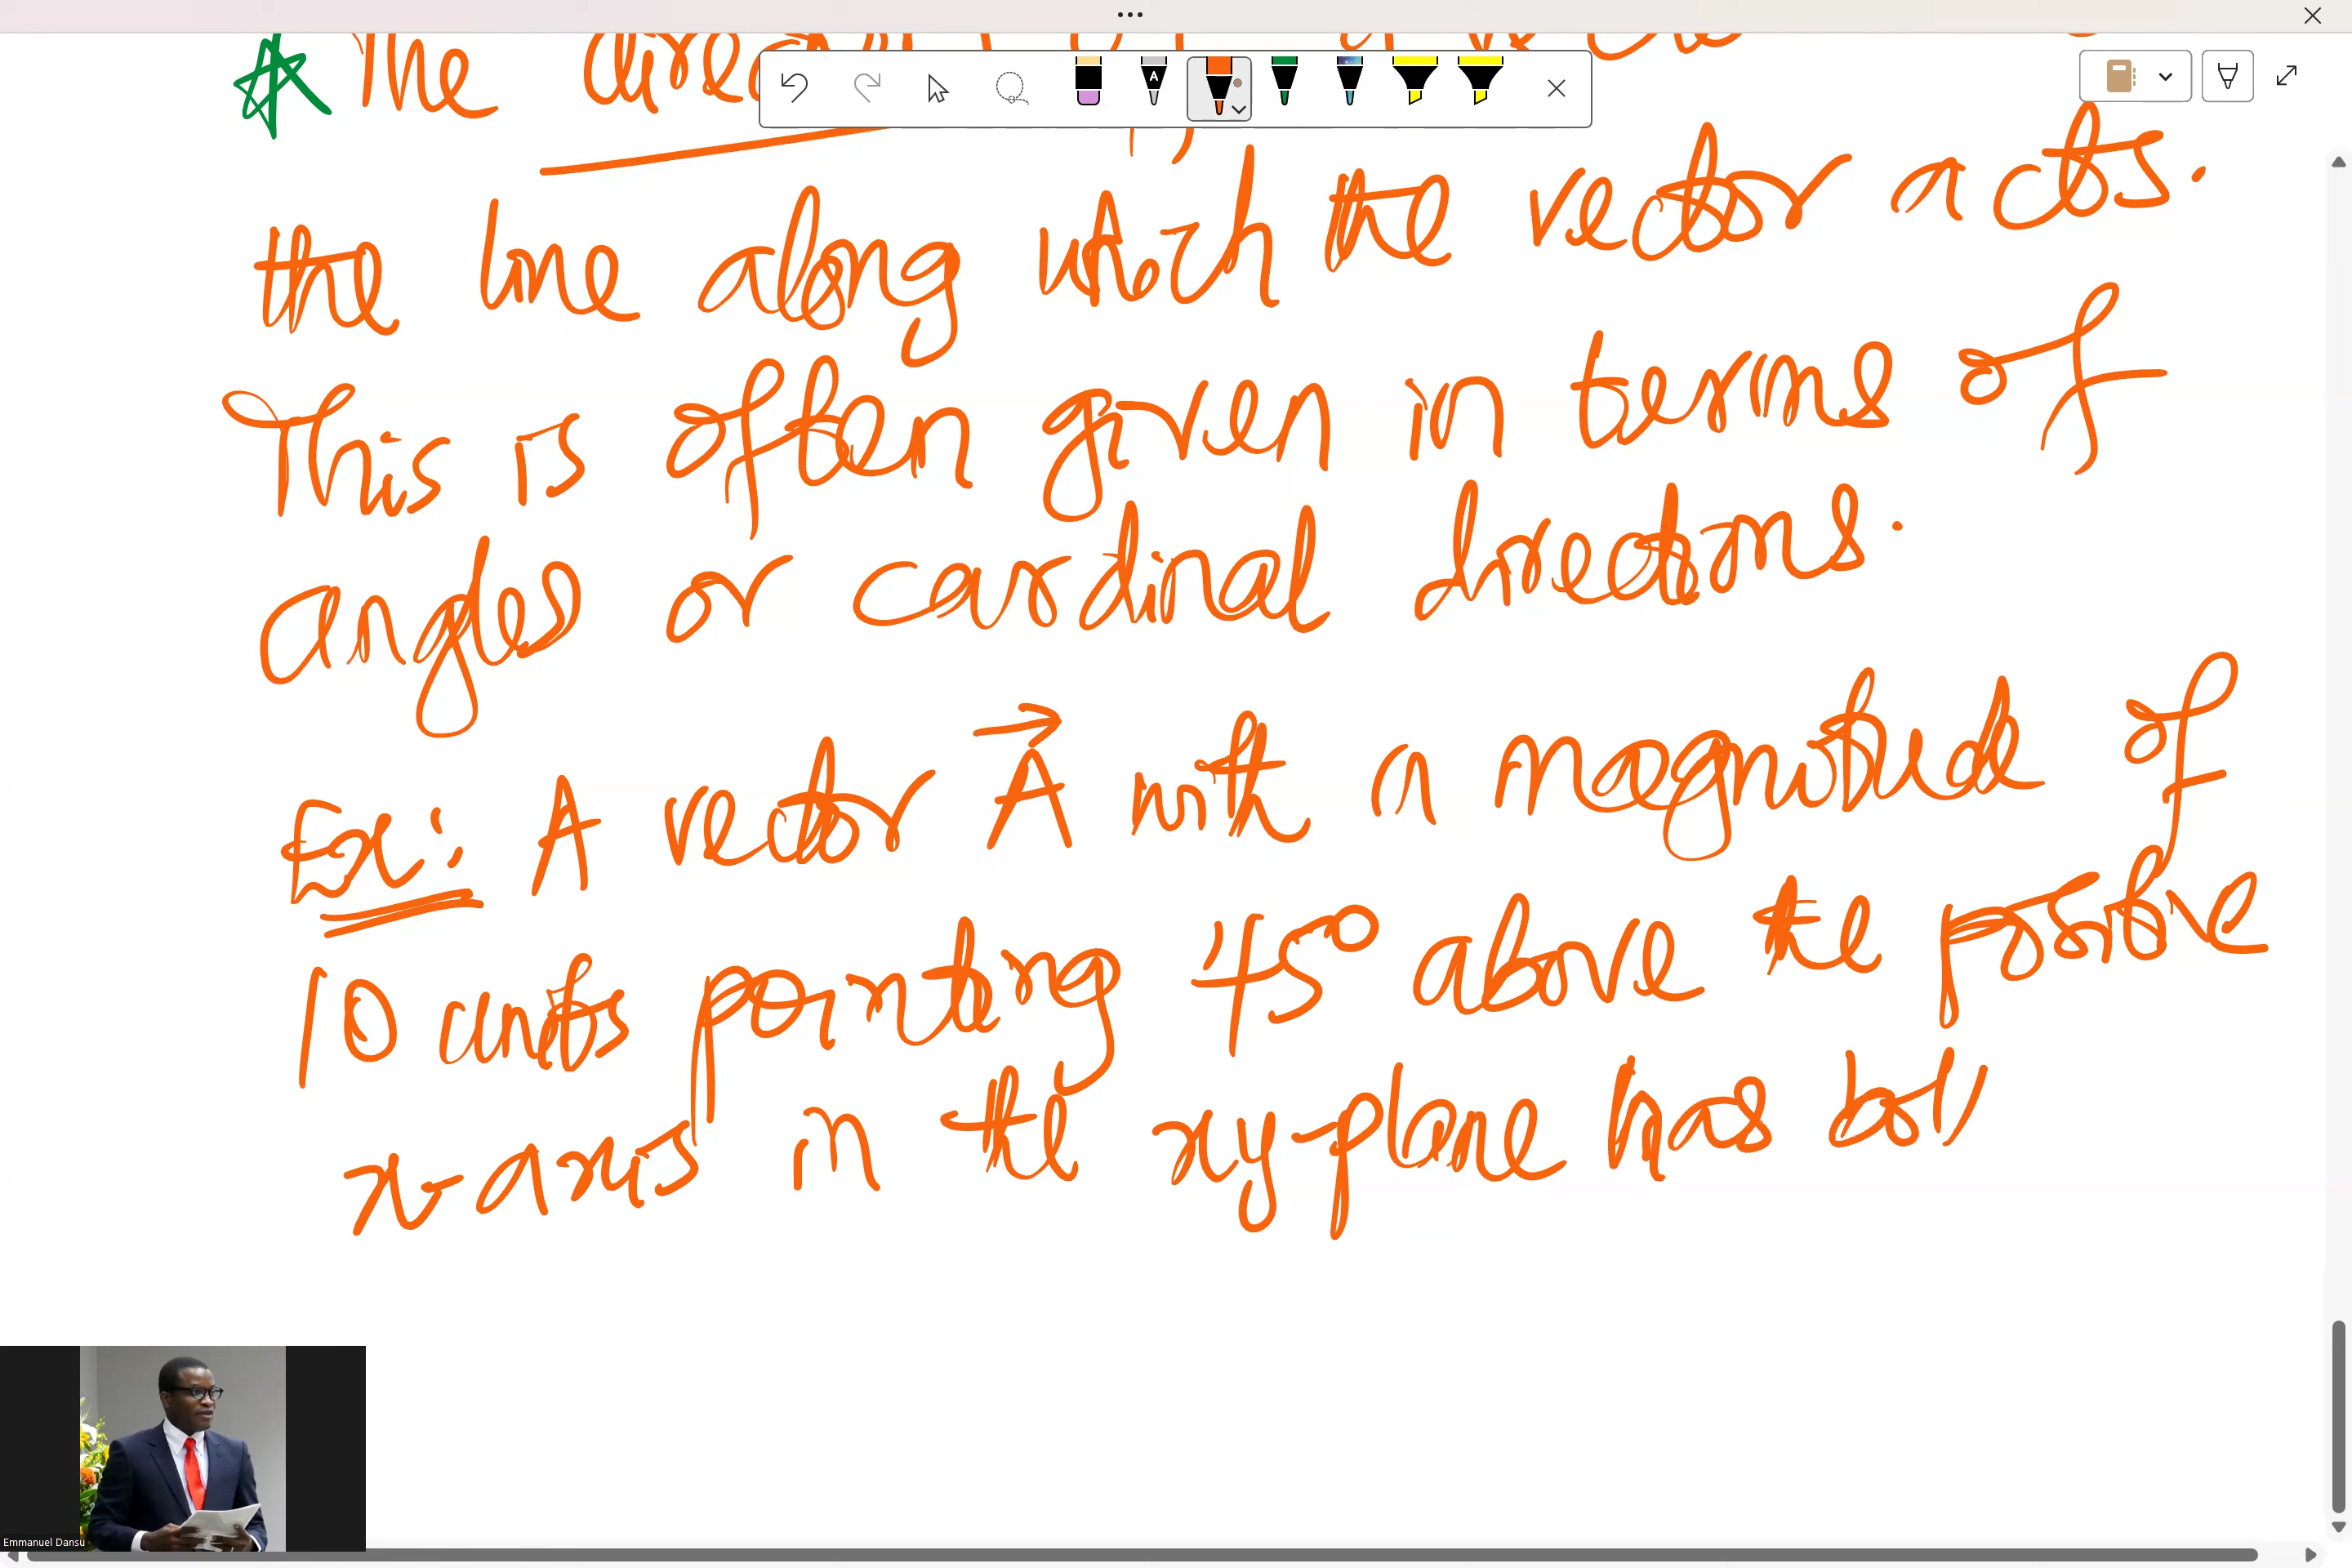 The direc
the line along which the vector acts.
This is often given in terms of
angles or cardinal directions.
Ex: A vector A⃗ with a magnitude of
10 units pointing 45° above the positive
x-axis in the xy-plane has bot
Emmanuel Dansu